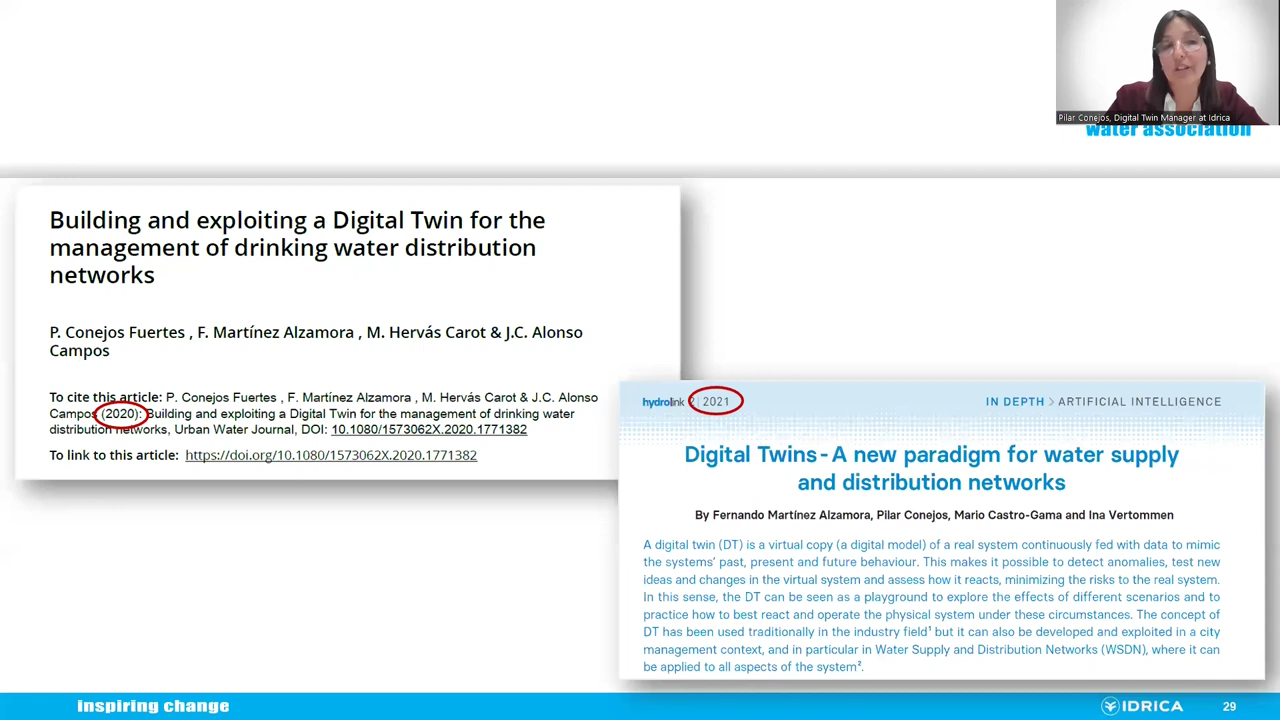 Pilar Conejos, Digital Twin Manager at Idrica
water association
Building and exploiting a Digital Twin for the
management of drinking water distribution
networks
P. Conejos Fuertes , F. Martínez Alzamora , M. Hervás Carot & J.C. Alonso
Campos
To cite this article: P. Conejos Fuertes , F. Martínez Alzamora , M. Hervás Carot & J.C. Alonso
Campos (2020): Building and exploiting a Digital Twin for the management of drinking water
distribution networks, Urban Water Journal, DOI: 10.1080/1573062X.2020.1771382
To link to this article: https://doi.org/10.1080/1573062X.2020.1771382
hydrolink 2 | 2021
IN DEPTH > ARTIFICIAL INTELLIGENCE
Digital Twins - A new paradigm for water supply
and distribution networks
By Fernando Martínez Alzamora, Pilar Conejos, Mario Castro-Gama and Ina Vertommen
A digital twin (DT) is a virtual copy (a digital model) of a real system continuously fed with data to mimic
the systems' past, present and future behaviour. This makes it possible to detect anomalies, test new
ideas and changes in the virtual system and assess how it reacts, minimizing the risks to the real system.
In this sense, the DT can be seen as a playground to explore the effects of different scenarios and to
practice how to best react and operate the physical system under these circumstances. The concept of
DT has been used traditionally in the industry field¹ but it can also be developed and exploited in a city
management context, and in particular in Water Supply and Distribution Networks (WSDN), where it can
be applied to all aspects of the system².
inspiring change
IDRICA
29